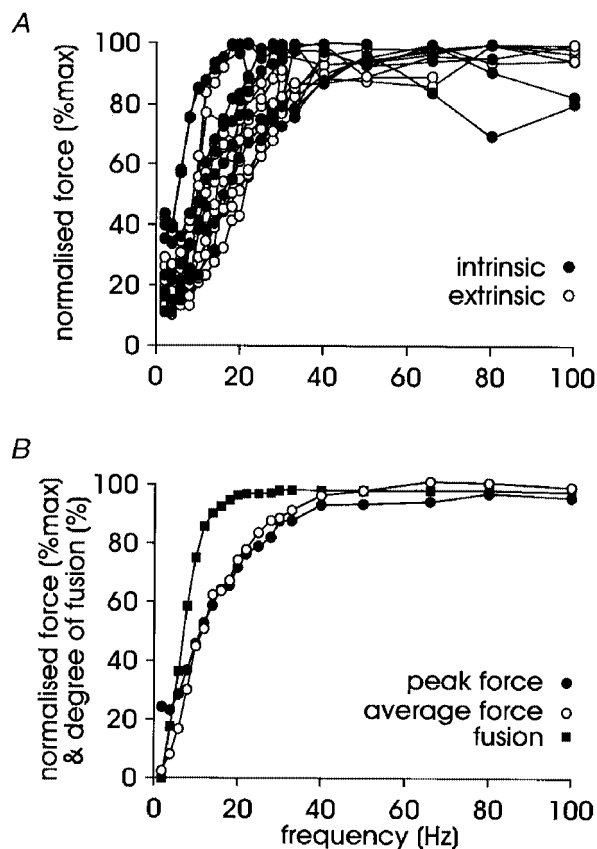 A
normalised force (%max)
100
80
60
40
20
0
intrinsic
extrinsic
0 20 40 60 80 100
B
normalised force (%max)
& degree of fusion (%)
100
80
60
40
20
0
peak force
average force
fusion
0 20 40 60 80 100
frequency (Hz)